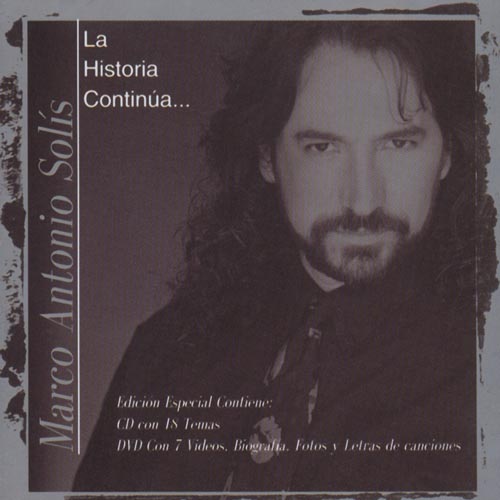 La
Historia
Continúa...
Marco Antonio Solís
Edición Especial Contiene:
CD con 18 Temas
DVD Con 7 Videos, Biografía, Fotos y Letras de canciones